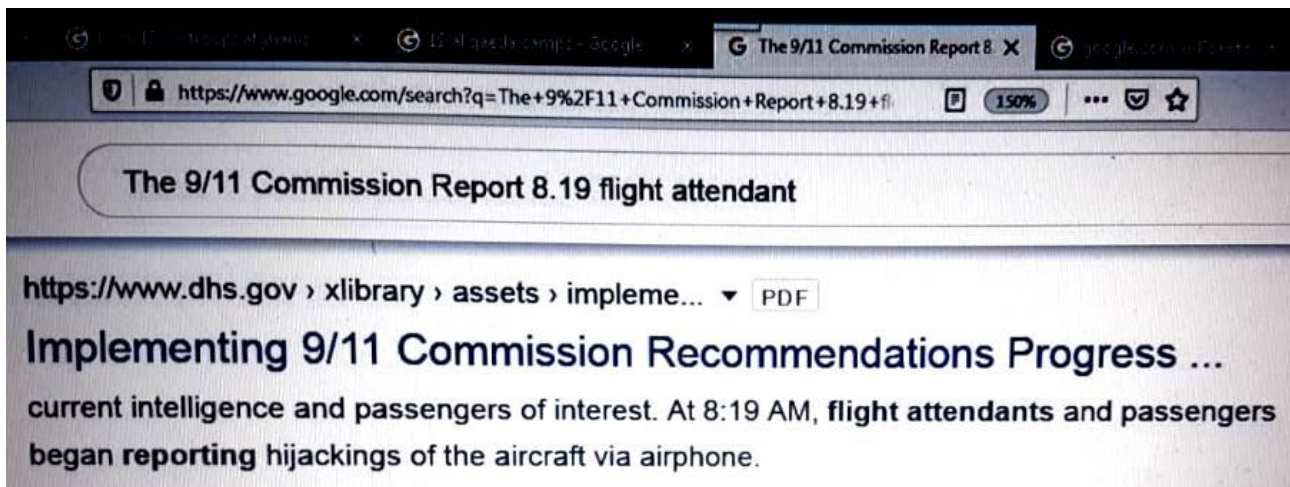 The 9/11 Commission Report 8
https://www.google.com/search?q=The+9%2F11+Commission+Report+8.19+fl
150%
The 9/11 Commission Report 8.19 flight attendant
https://www.dhs.gov › xlibrary › assets › impleme... ▼ PDF
Implementing 9/11 Commission Recommendations Progress ...
current intelligence and passengers of interest. At 8:19 AM, flight attendants and passengers
began reporting hijackings of the aircraft via airphone.